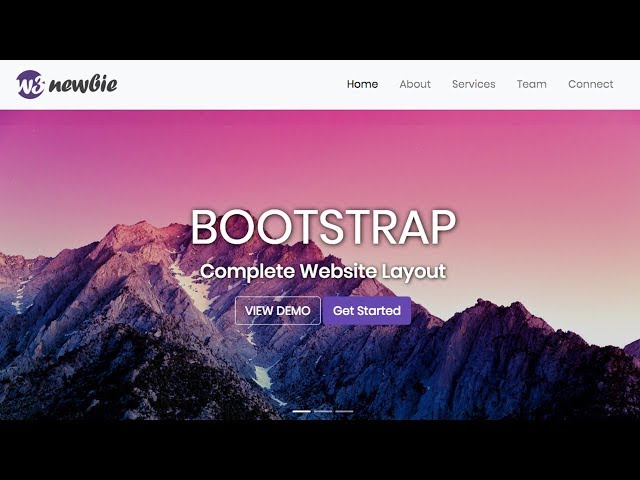 W3 newbie
Home About Services Team Connect
BOOTSTRAP
Complete Website Layout
VIEW DEMO Get Started